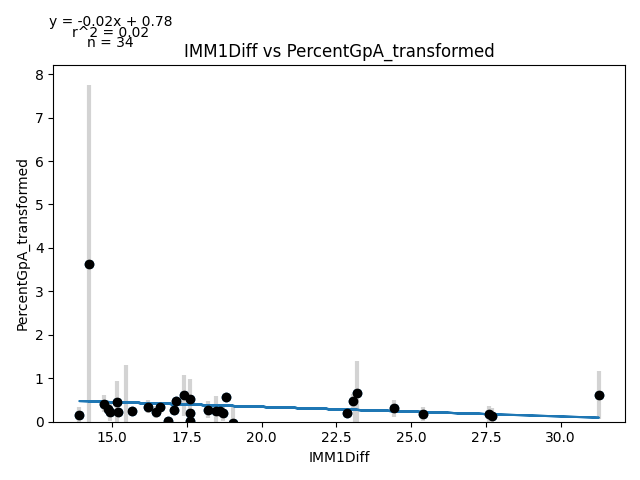 y = -0.02x + 0.78
r^2 = 0.02
n = 34
IMM1Diff vs PercentGpA_transformed
PercentGpA_transformed
8
7
6
5
4
3
2
1
0
15.0 17.5 20.0 22.5 25.0 27.5 30.0
IMM1Diff